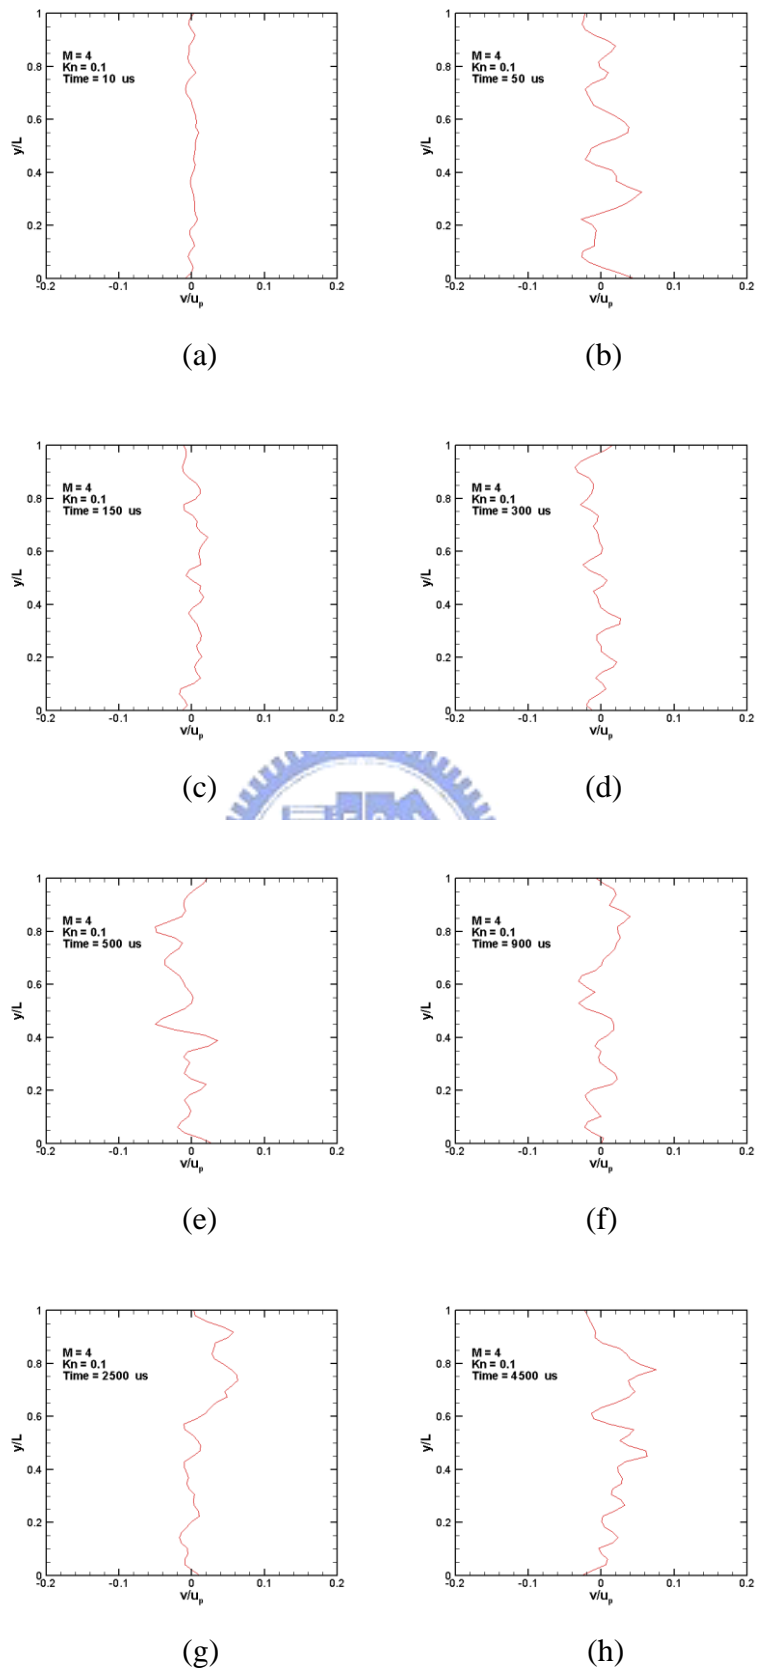 M = 4
Kn = 0.1
Time = 10 us
y/L
1
0.8
0.6
0.4
0.2
0
-0.2 -0.1 0 0.1 0.2
v/up
(a)
M = 4
Kn = 0.1
Time = 50 us
y/L
1
0.8
0.6
0.4
0.2
0
-0.2 -0.1 0 0.1 0.2
v/up
(b)
M = 4
Kn = 0.1
Time = 150 us
y/L
1
0.8
0.6
0.4
0.2
0
-0.2 -0.1 0 0.1 0.2
v/up
(c)
M = 4
Kn = 0.1
Time = 300 us
y/L
1
0.8
0.6
0.4
0.2
0
-0.2 -0.1 0 0.1 0.2
v/up
(d)
M = 4
Kn = 0.1
Time = 500 us
y/L
1
0.8
0.6
0.4
0.2
0
-0.2 -0.1 0 0.1 0.2
v/up
(e)
M = 4
Kn = 0.1
Time = 900 us
y/L
1
0.8
0.6
0.4
0.2
0
-0.2 -0.1 0 0.1 0.2
v/up
(f)
M = 4
Kn = 0.1
Time = 2500 us
y/L
1
0.8
0.6
0.4
0.2
0
-0.2 -0.1 0 0.1 0.2
v/up
(g)
M = 4
Kn = 0.1
Time = 4500 us
y/L
1
0.8
0.6
0.4
0.2
0
-0.2 -0.1 0 0.1 0.2
v/up
(h)